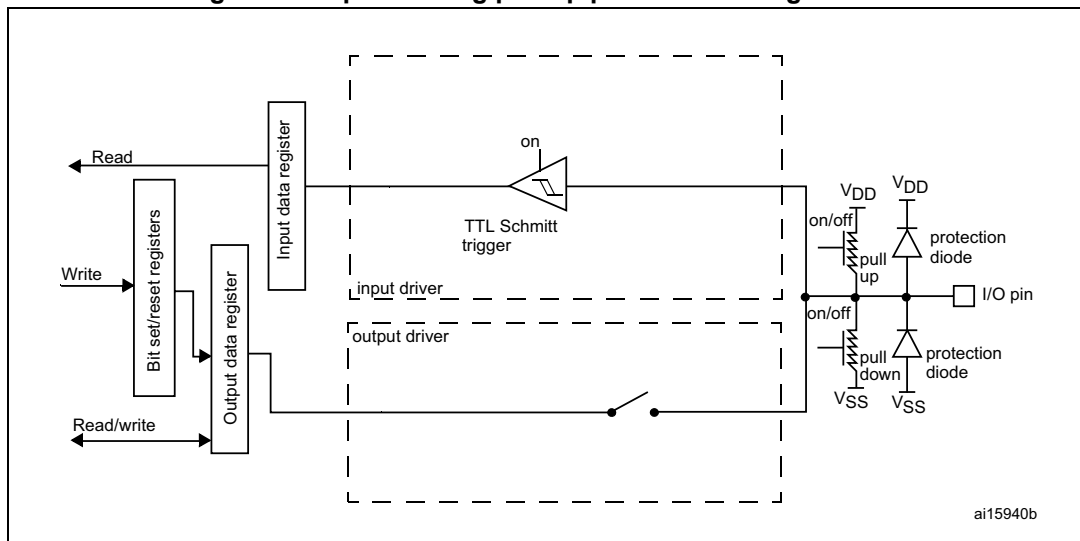 Read
Bit set/reset registers
Write
Read/write
Input data register
Output data register
on
TTL Schmitt
trigger
input driver
output driver
VDD
VDD
on/off
pull
up
protection
diode
I/O pin
on/off
pull
down
protection
diode
VSS
VSS
ai15940b